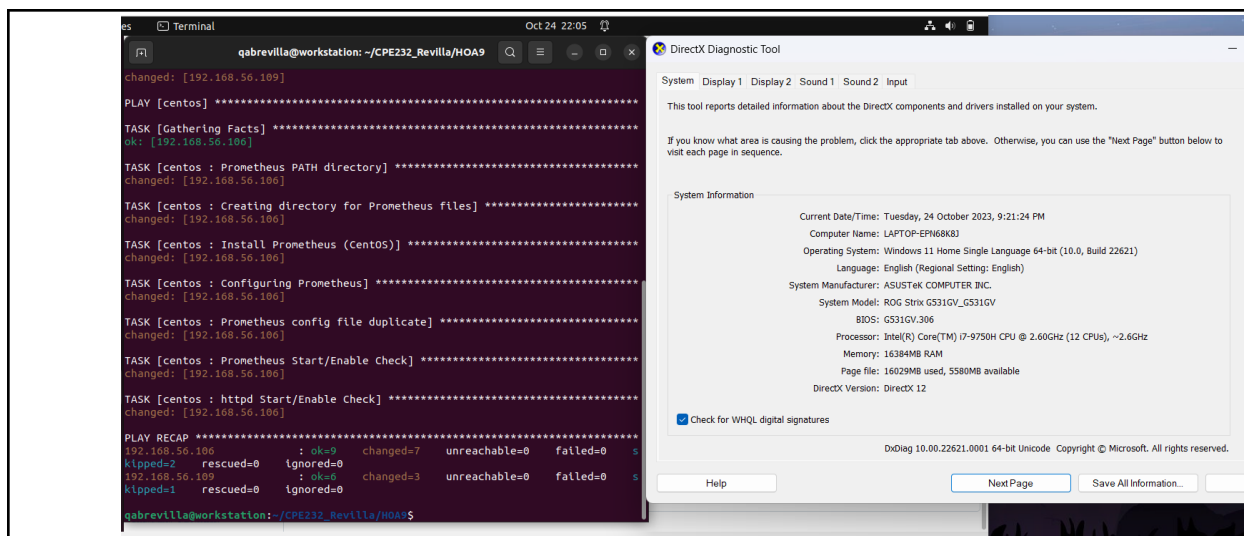 es Terminal Oct 24 22:05
qabrevilla@workstation: ~/CPE232_Revilla/HOA9
changed: [192.168.56.109]
PLAY [centos] *****************************************************************
TASK [Gathering Facts] *********************************************************
ok: [192.168.56.106]
TASK [centos : Prometheus PATH directory] **************************************
changed: [192.168.56.106]
TASK [centos : Creating directory for Prometheus files] ************************
changed: [192.168.56.106]
TASK [centos : Install Prometheus (CentOS)] ************************************
changed: [192.168.56.106]
TASK [centos : Configuring Prometheus] *****************************************
changed: [192.168.56.106]
TASK [centos : Prometheus config file duplicate] *******************************
changed: [192.168.56.106]
TASK [centos : Prometheus Start/Enable Check] **********************************
changed: [192.168.56.106]
TASK [centos : httpd Start/Enable Check] ***************************************
changed: [192.168.56.106]
PLAY RECAP *********************************************************************
192.168.56.106 : ok=9 changed=7 unreachable=0 failed=0 s
kipped=2 rescued=0 ignored=0
192.168.56.109 : ok=6 changed=3 unreachable=0 failed=0 s
kipped=1 rescued=0 ignored=0
qabrevilla@workstation:~/CPE232_Revilla/HOA9$
DirectX Diagnostic Tool
System Display 1 Display 2 Sound 1 Sound 2 Input
This tool reports detailed information about the DirectX components and drivers installed on your system.
If you know what area is causing the problem, click the appropriate tab above. Otherwise, you can use the "Next Page" button below to
visit each page in sequence.
System Information
Current Date/Time: Tuesday, 24 October 2023, 9:21:24 PM
Computer Name: LAPTOP-EPN68K8J
Operating System: Windows 11 Home Single Language 64-bit (10.0, Build 22621)
Language: English (Regional Setting: English)
System Manufacturer: ASUSTeK COMPUTER INC.
System Model: ROG Strix G531GV_G531GV
BIOS: G531GV.306
Processor: Intel(R) Core(TM) i7-9750H CPU @ 2.60GHz (12 CPUs), ~2.6GHz
Memory: 16384MB RAM
Page file: 16029MB used, 5580MB available
DirectX Version: DirectX 12
Check for WHQL digital signatures
DxDiag 10.00.22621.0001 64-bit Unicode Copyright © Microsoft. All rights reserved.
Help Next Page Save All Information...